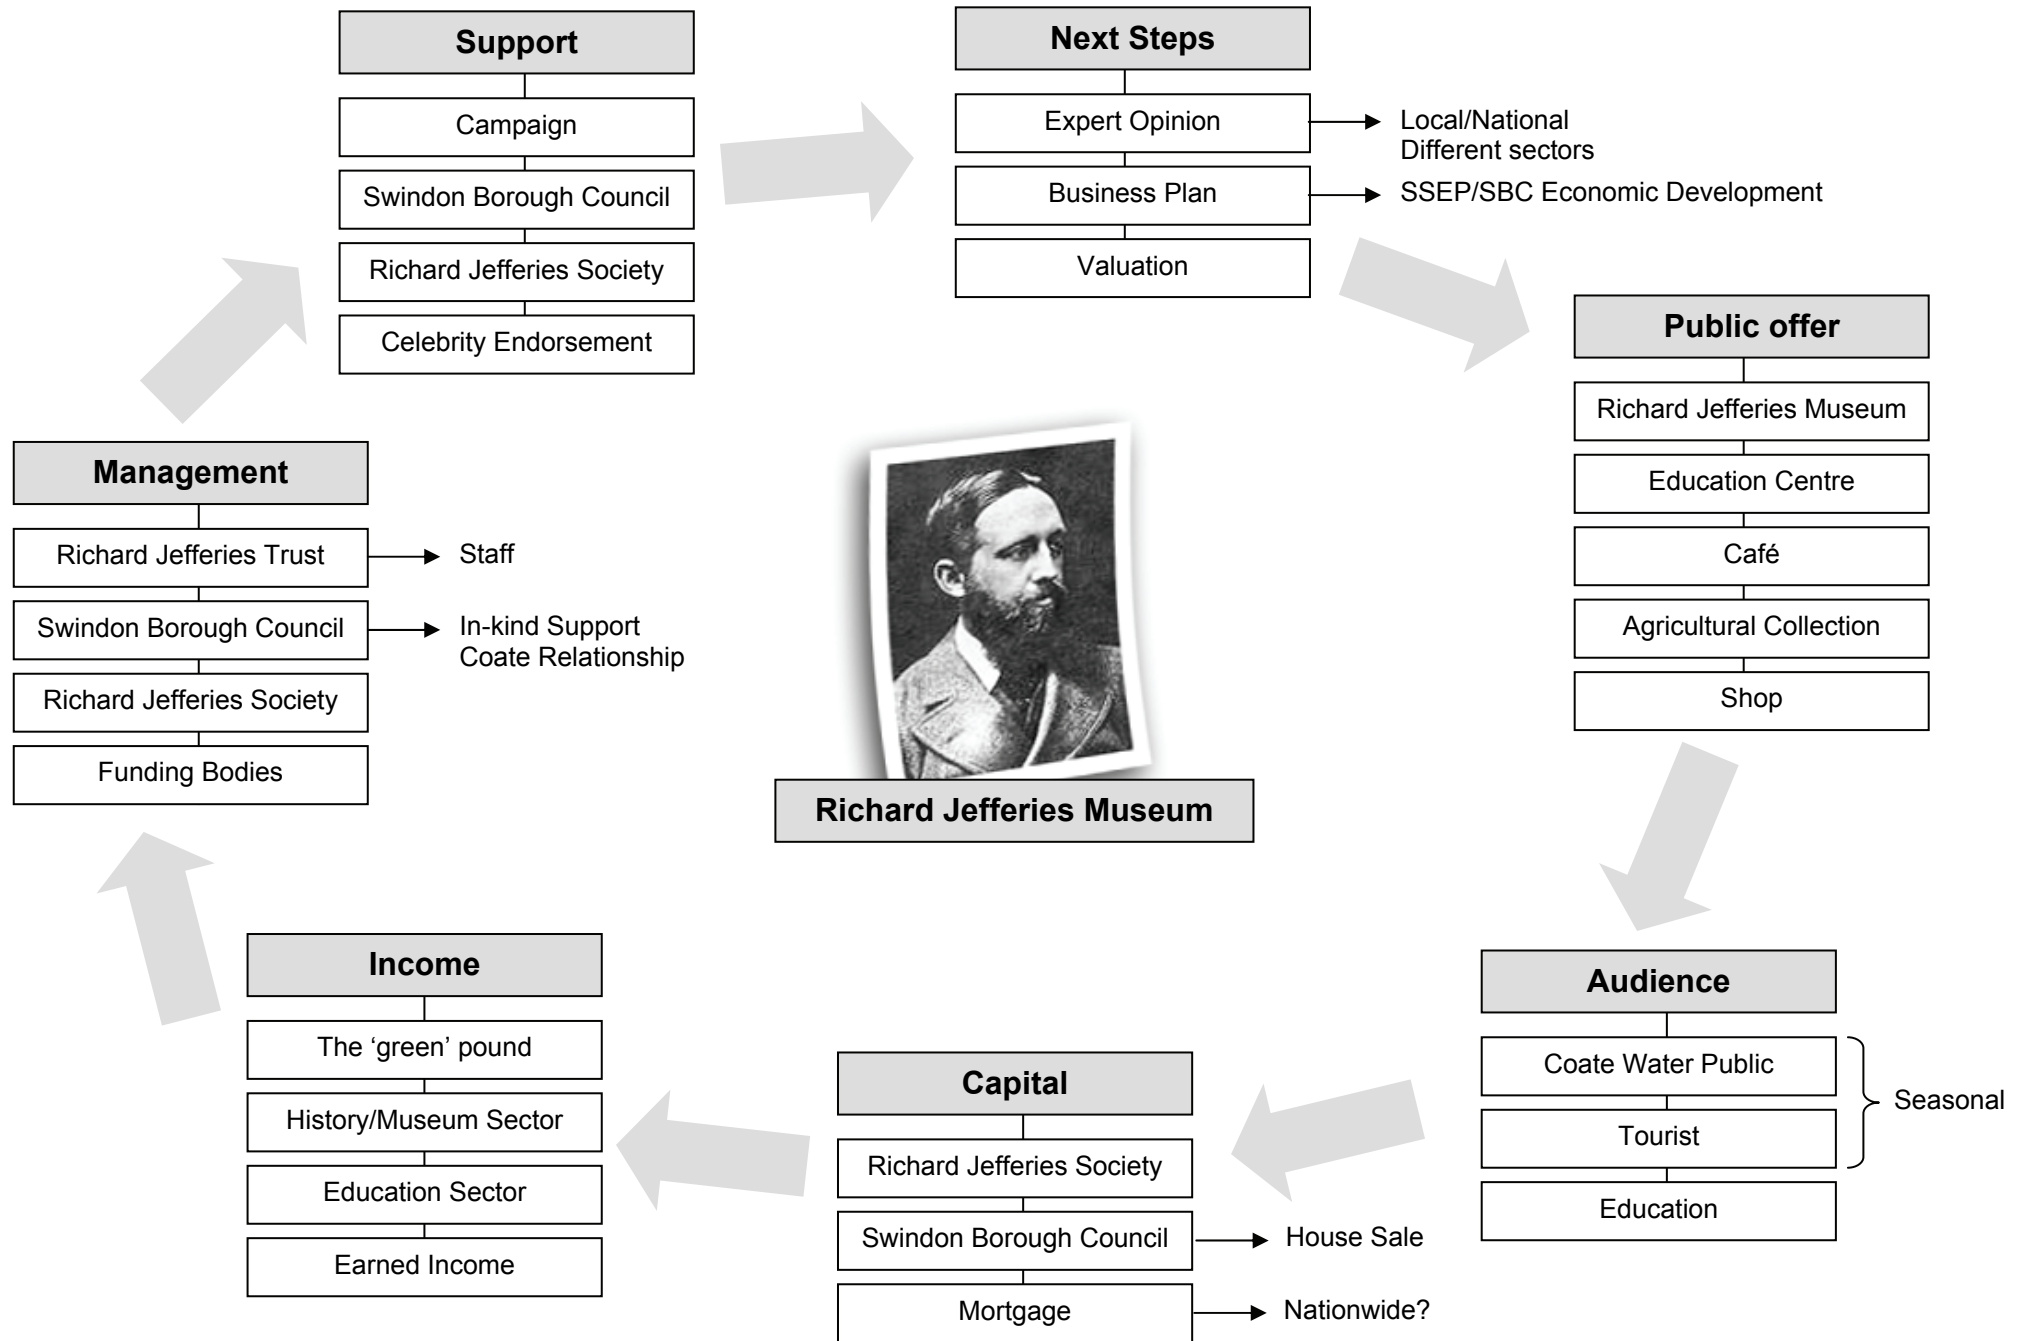 Support
Campaign
Swindon Borough Council
Richard Jefferies Society
Celebrity Endorsement
Next Steps
Expert Opinion
Local/National
Different sectors
Business Plan
SSEP/SBC Economic Development
Valuation
Public offer
Richard Jefferies Museum
Education Centre
Café
Agricultural Collection
Shop
Management
Richard Jefferies Trust
Staff
Swindon Borough Council
In-kind Support
Coate Relationship
Richard Jefferies Society
Funding Bodies
Richard Jefferies Museum
Income
The ‘green’ pound
History/Museum Sector
Education Sector
Earned Income
Capital
Richard Jefferies Society
Swindon Borough Council
House Sale
Mortgage
Nationwide?
Audience
Coate Water Public
Tourist
Seasonal
Education